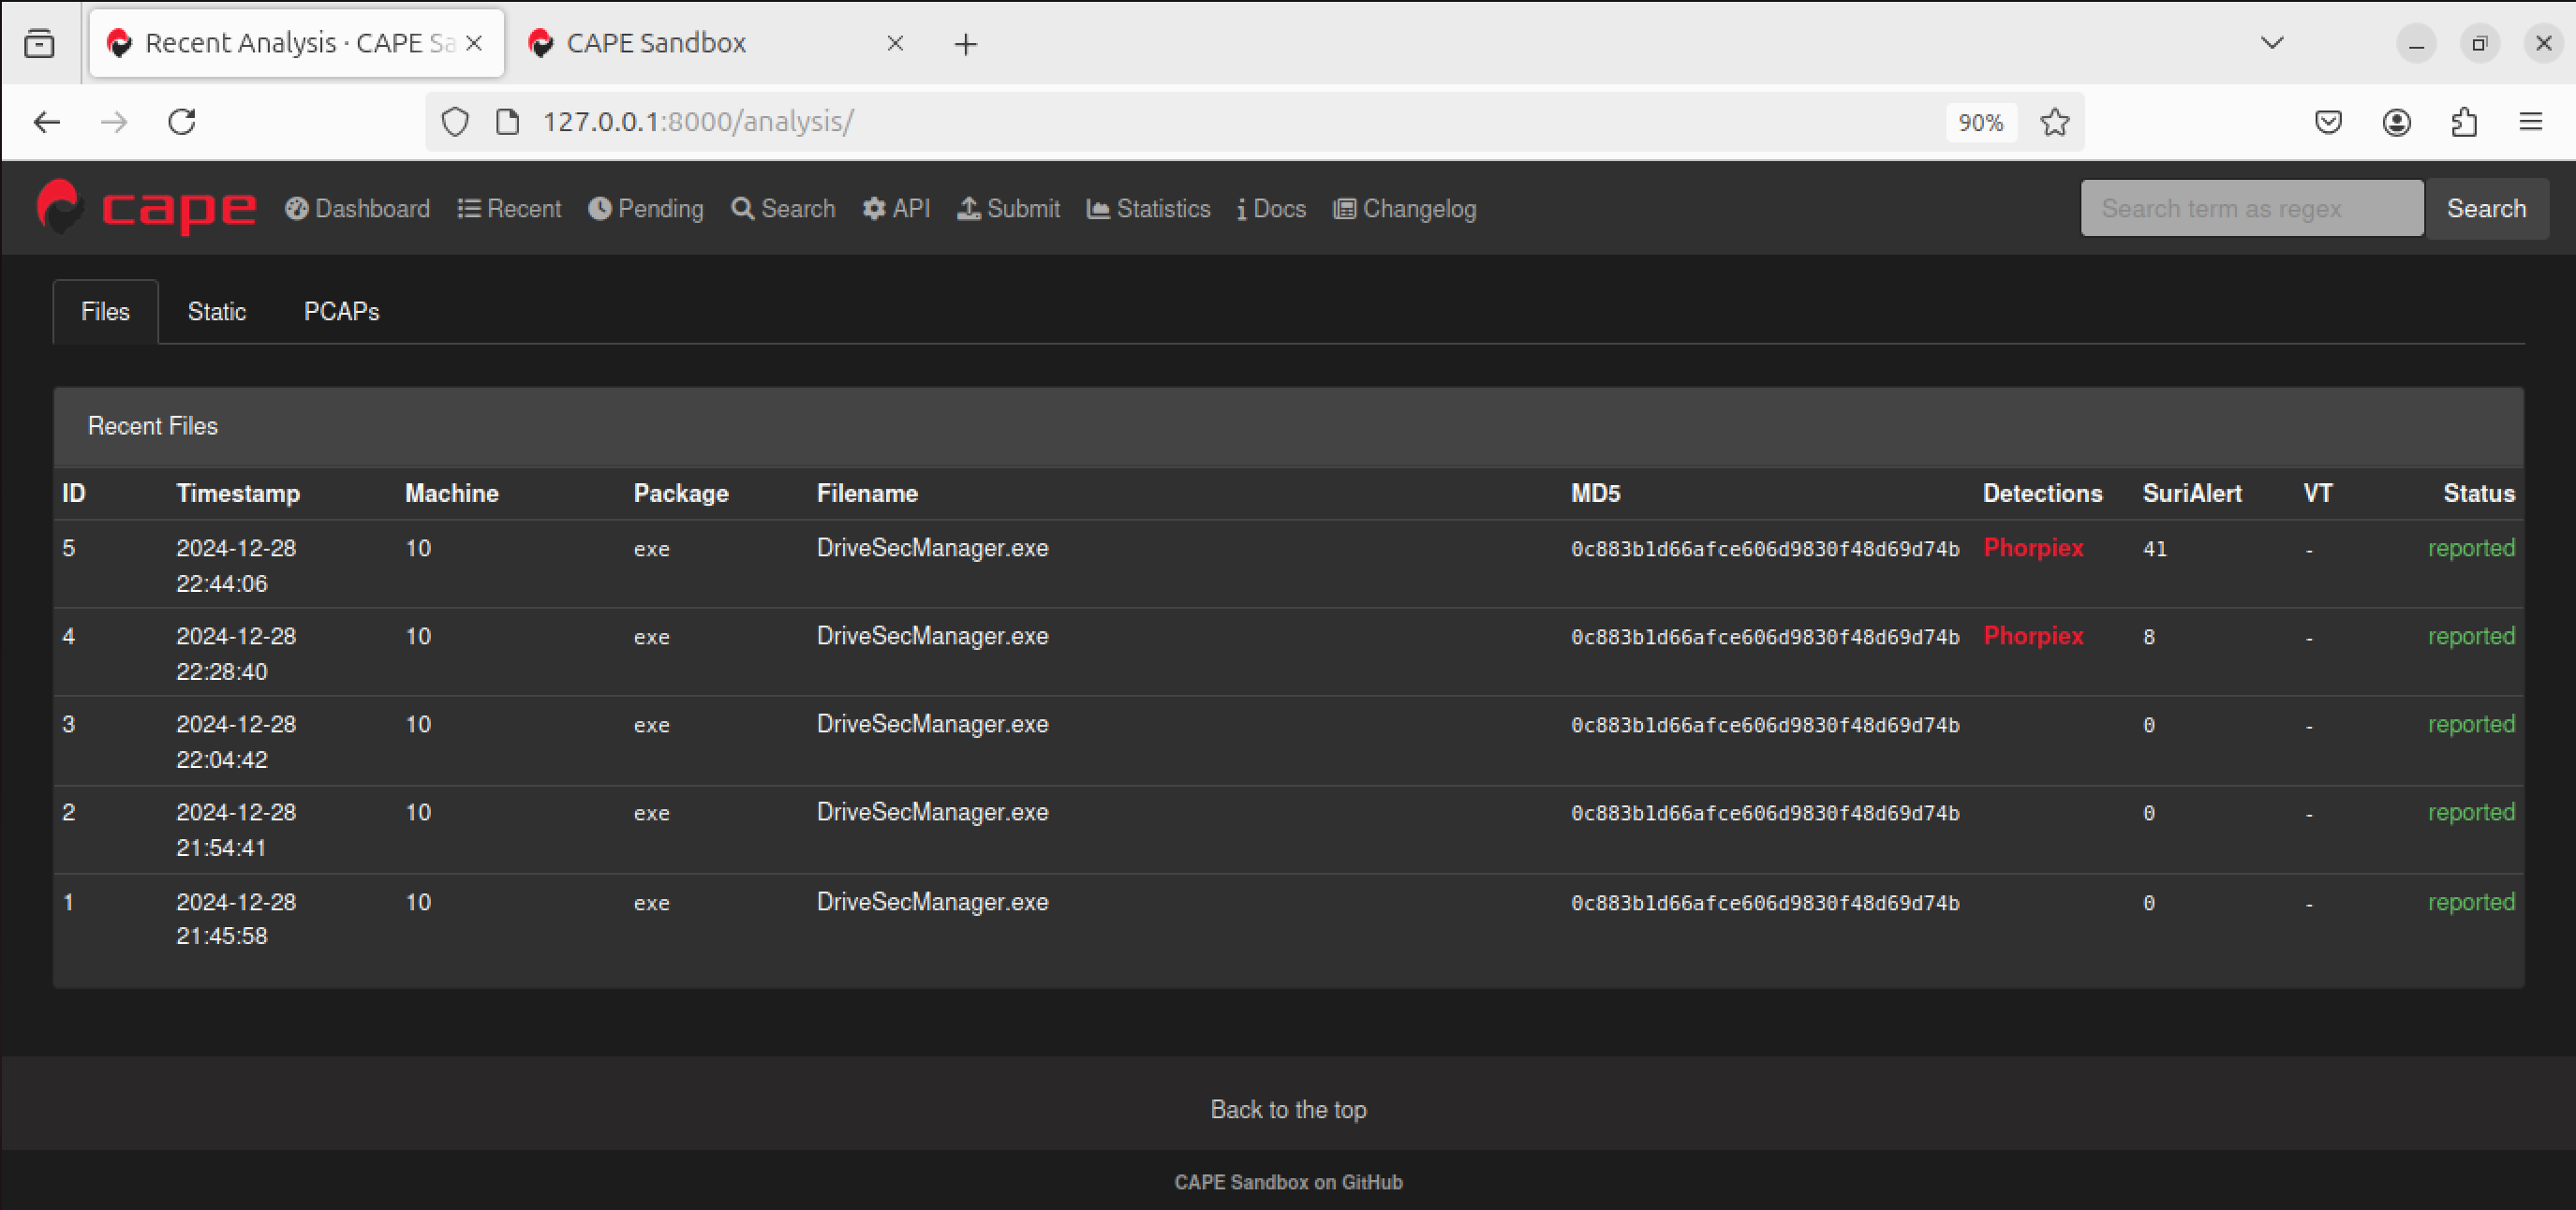 Recent Analysis · CAPE Sa
CAPE Sandbox
127.0.0.1:8000/analysis/
90%
cape
Dashboard
Recent
Pending
Search
API
Submit
Statistics
Docs
Changelog
Search term as regex
Search
Files
Static
PCAPs
Recent Files
ID Timestamp Machine Package Filename MD5 Detections SuriAlert VT Status
5 2024-12-28 10 exe DriveSecManager.exe 0c883b1d66afce606d9830f48d69d74b Phorpiex 41 - reported
22:44:06
4 2024-12-28 10 exe DriveSecManager.exe 0c883b1d66afce606d9830f48d69d74b Phorpiex 8 - reported
22:28:40
3 2024-12-28 10 exe DriveSecManager.exe 0c883b1d66afce606d9830f48d69d74b 0 - reported
22:04:42
2 2024-12-28 10 exe DriveSecManager.exe 0c883b1d66afce606d9830f48d69d74b 0 - reported
21:54:41
1 2024-12-28 10 exe DriveSecManager.exe 0c883b1d66afce606d9830f48d69d74b 0 - reported
21:45:58
Back to the top
CAPE Sandbox on GitHub